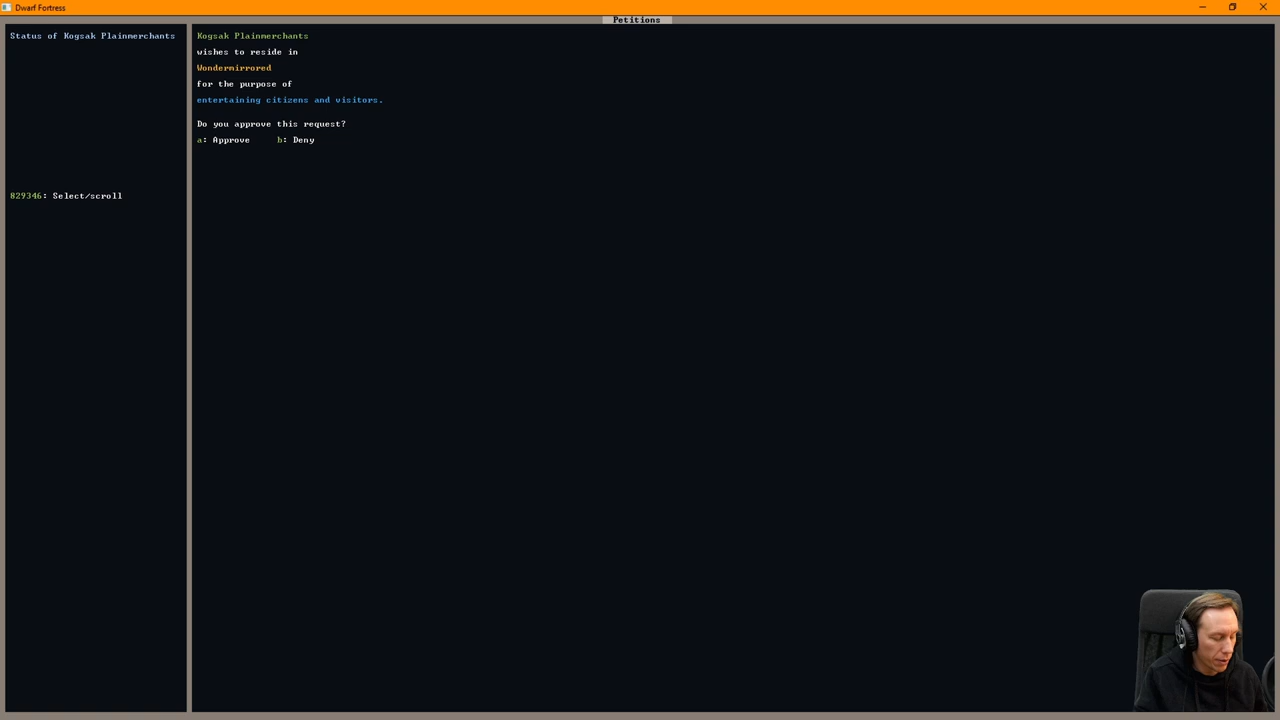 Dwarf Fortress
Petitions
Status of Kogsak Plainmerchants
829346: Select/scroll
Kogsak Plainmerchants
wishes to reside in
Wondermirrored
for the purpose of
entertaining citizens and visitors.
Do you approve this request?
a: Approve b: Deny